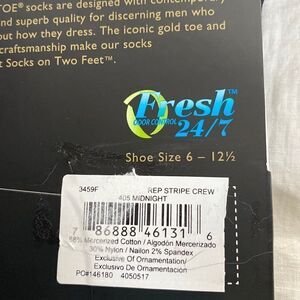 TOE® socks are designed with contemporary
nd superb quality for discerning men who
out how they dress. The iconic gold toe and
craftsmanship make our socks
t Socks on Two Feet™.
Fresh
ODOR CONTROL
24/7
Shoe Size 6 – 12½
3459F REP STRIPE CREW
405 MIDNIGHT
7 86888 46131 6
68% Mercerized Cotton / Algodón Mercerizado
30% Nylon / Nailon 2% Spandex
Exclusive Of Ornamentation/
Exclusivo De Ornamentación
PO#146180 4050517